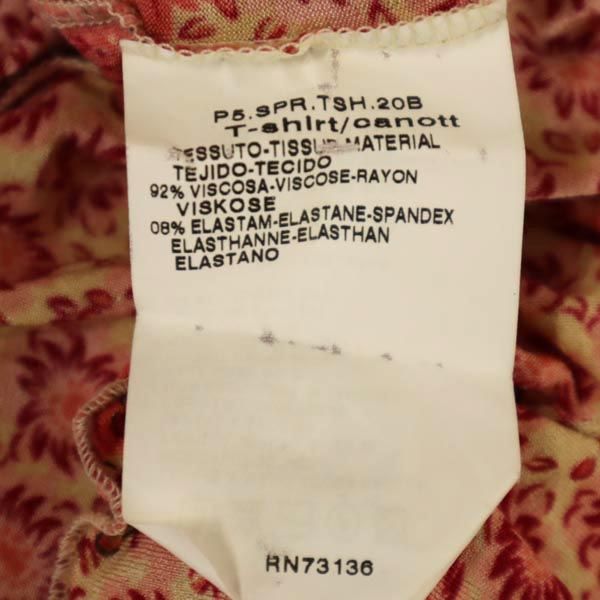 P5.SPR.TSH.20B
T-shirt/canott
TESSUTO-TISSUS-MATERIAL
TEJIDO-TECIDO
92% VISCOSA-VISCOSE-RAYON
VISKOSE
08% ELASTAM-ELASTANE-SPANDEX
ELASTHANNE-ELASTHAN
ELASTANO
RN73136